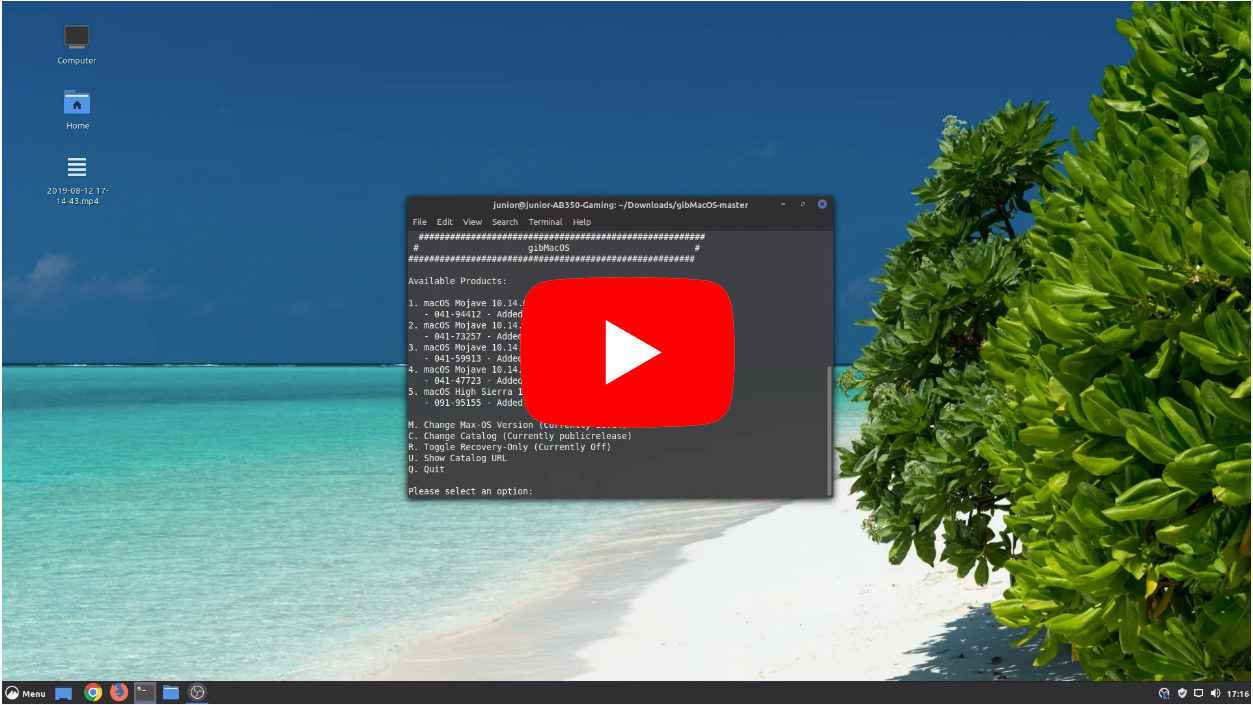 Computer
Home
2019-08-12 17-
14-43.mp4
junior@junior-AB350-Gaming: ~/Downloads/gibMacOS-master
File Edit View Search Terminal Help
#######################################################
# gibMacOS #
#######################################################
Available Products:
1. macOS Mojave 10.14.
- 041-94412 - Added
2. macOS Mojave 10.14.
- 041-73257 - Added
3. macOS Mojave 10.14.
- 041-59913 - Added
4. macOS Mojave 10.14.
- 041-47723 - Added
5. macOS High Sierra 1
- 091-95155 - Added
M. Change Max-OS Version (Currently
C. Change Catalog (Currently publicrelease)
R. Toggle Recovery-Only (Currently Off)
U. Show Catalog URL
Q. Quit
Please select an option:
Menu
17:16